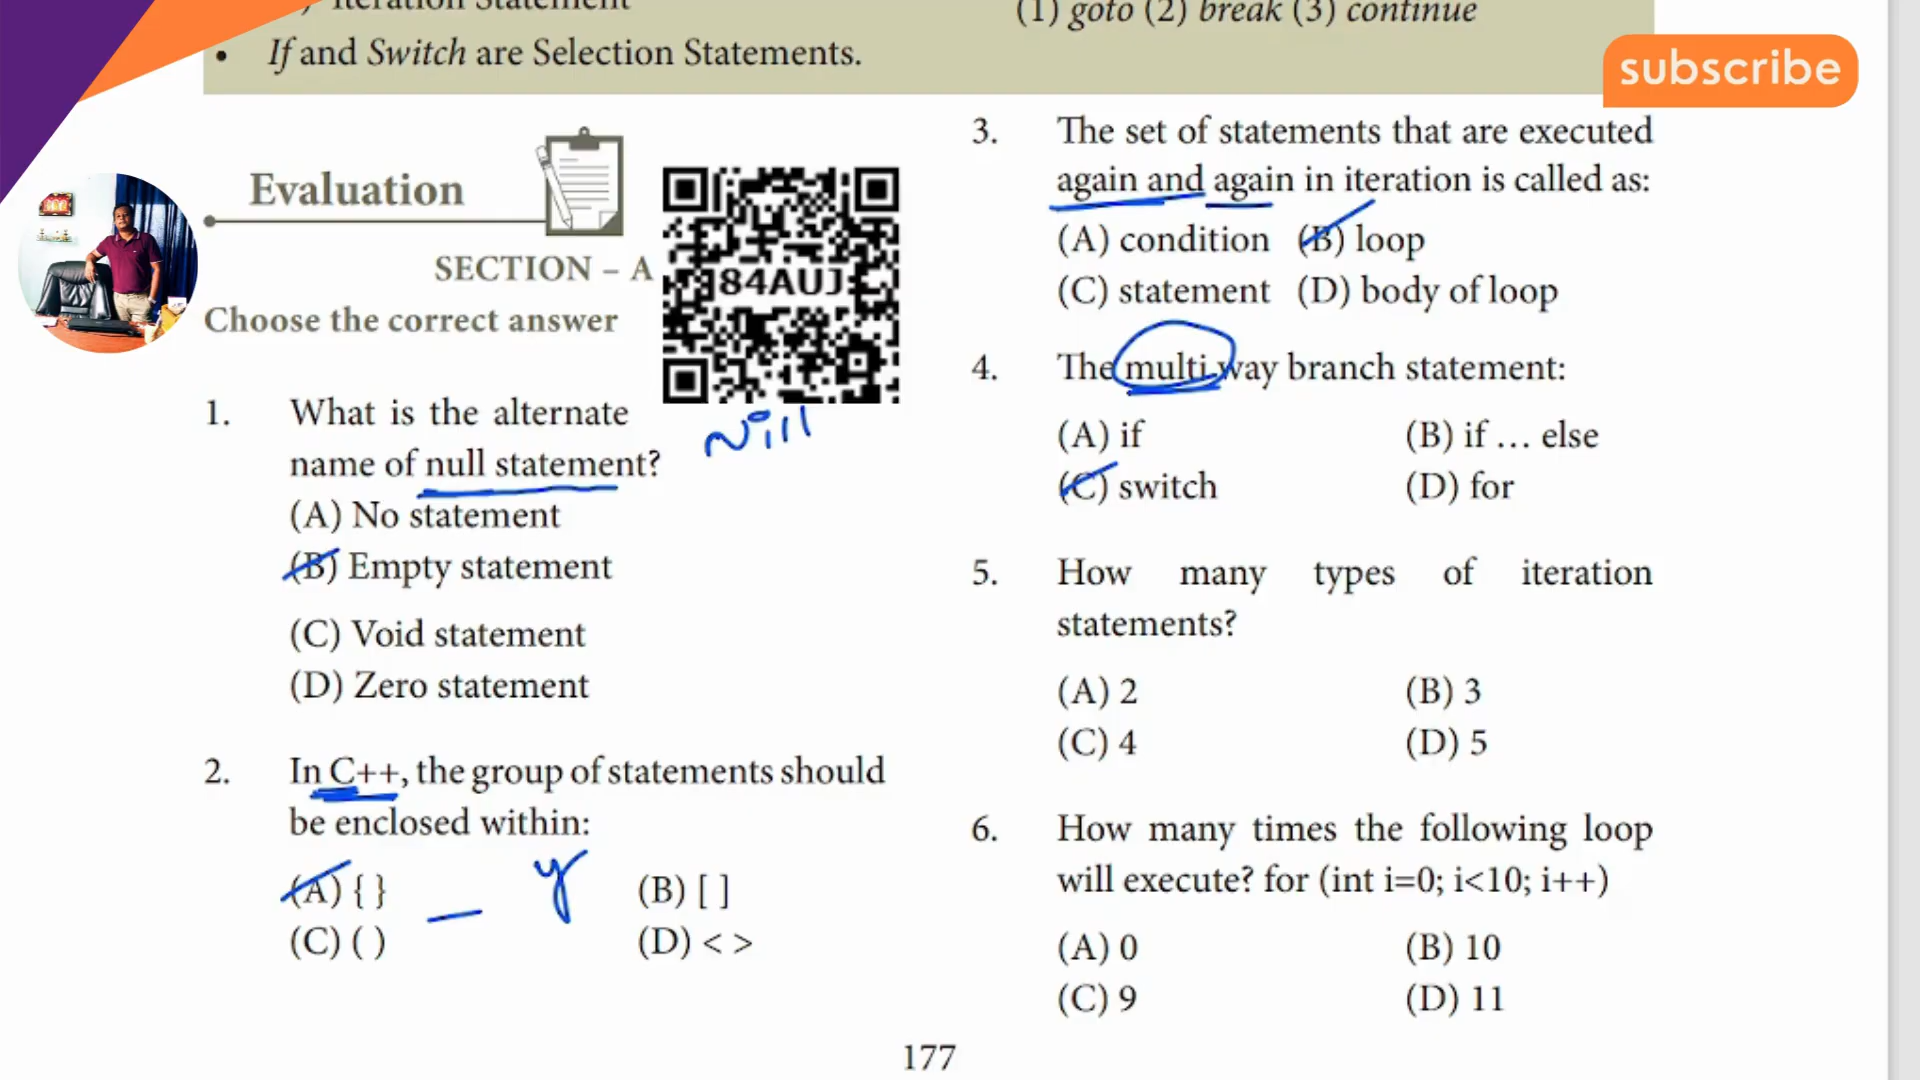 Iteration Statement
• If and Switch are Selection Statements.
(1) goto (2) break (3) continue
subscribe
Evaluation
SECTION – A
184AUJ
Choose the correct answer
1. What is the alternate
name of null statement?
Nill
(A) No statement
(B) Empty statement
(C) Void statement
(D) Zero statement
2. In C++, the group of statements should
be enclosed within:
(A) { } (B) [ ]
(C) ( ) (D) < >
3. The set of statements that are executed
again and again in iteration is called as:
(A) condition (B) loop
(C) statement (D) body of loop
4. The multi way branch statement:
(A) if (B) if … else
(C) switch (D) for
5. How many types of iteration
statements?
(A) 2 (B) 3
(C) 4 (D) 5
6. How many times the following loop
will execute? for (int i=0; i<10; i++)
(A) 0 (B) 10
(C) 9 (D) 11
177